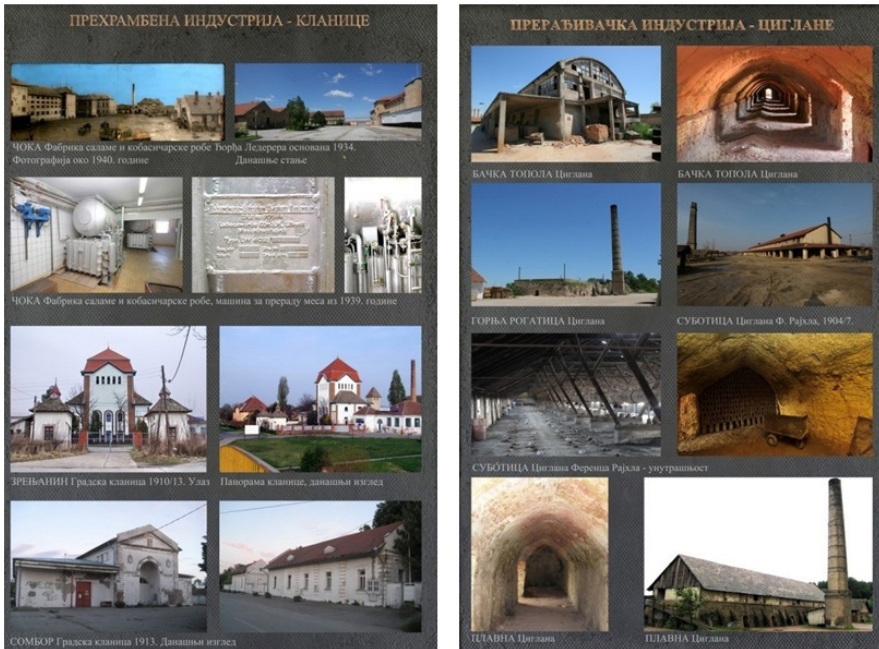 ПРЕХРАМБЕНА ИНДУСТРИЈА - КЛАНИЦЕ
ЧОКА Фабрика саламе и кобасичарске робе Ђорђа Ледерера основана 1934.
Фотографија око 1940. године
Данашње стање
ЧОКА Фабрика саламе и кобасичарске робе, машина за прераду меса из 1939. године
ЗРЕЊАНИН Градска кланица 1910/13. Улаз
Панорама кланице, данашњи изглед
СОМБОР Градска кланица 1913. Данашњи изглед
ПРЕРАЂИВАЧКА ИНДУСТРИЈА - ЦИГЛАНЕ
БАЧКА ТОПОЛА Циглана
БАЧКА ТОПОЛА Циглана
ГОРЊА РОГАТИЦА Циглана
СУБОТИЦА Циглана Ф. Рајхла, 1904/7.
СУБОТИЦА Циглана Ференца Рајхла - унутрашњост
ПЛАВНА Циглана
ПЛАВНА Циглана